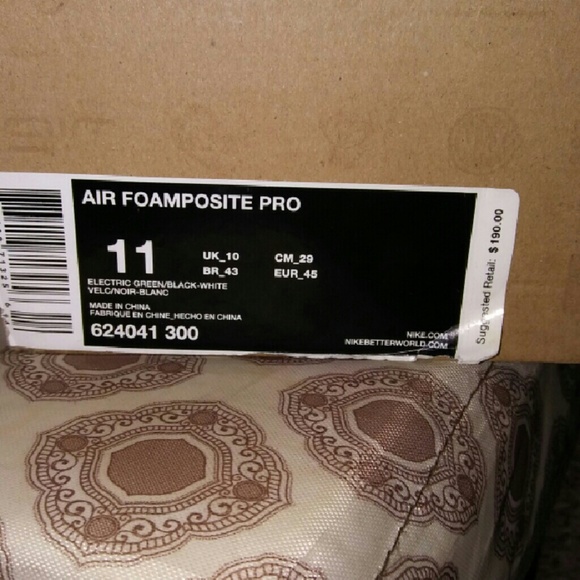 AIR FOAMPOSITE PRO
11
UK_10
CM_29
BR_43
EUR_45
ELECTRIC GREEN/BLACK-WHITE
VELC/NOIR-BLANC
MADE IN CHINA
FABRIQUE EN CHINE_HECHO EN CHINA
624041 300
NIKE.COM
NIKEBETTERWORLD.COM
Suggested Retail: $190.00